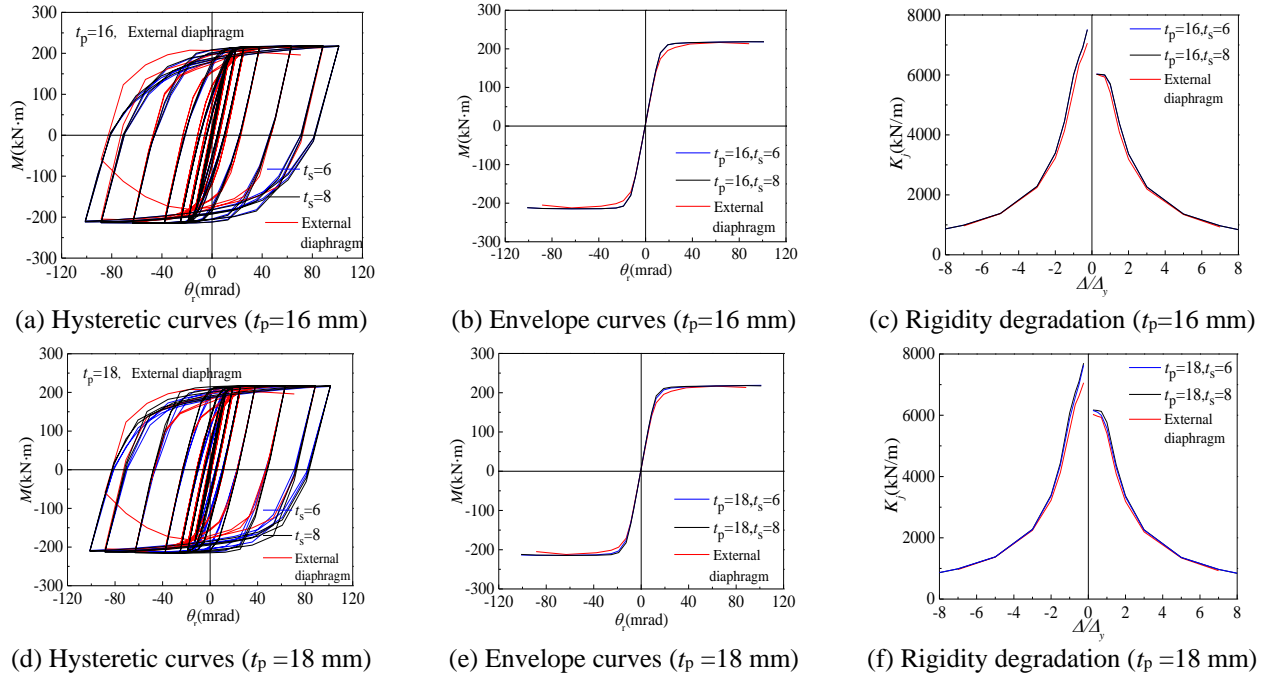 300
200
100
0
-100
-200
-300
M(kN·m)
tp=16, External diaphragm
ts=6
ts=8
External
diaphragm
-120 -80 -40 0 40 80 120
θr(mrad)
(a) Hysteretic curves (tp=16 mm)
300
200
100
0
-100
-200
-300
M(kN·m)
tp=16,ts=6
tp=16,ts=8
External
diaphragm
-120 -80 -40 0 40 80 120
θr(mrad)
(b) Envelope curves (tp=16 mm)
8000
6000
4000
2000
0
Kj(kN/m)
tp=16,ts=6
tp=16,ts=8
External
diaphragm
-8 -6 -4 -2 0 2 4 6 8
Δ/Δy
(c) Rigidity degradation (tp=16 mm)
300
200
100
0
-100
-200
-300
M(kN·m)
tp=18, External diaphragm
ts=6
ts=8
External
diaphragm
-120 -80 -40 0 40 80 120
θr(mrad)
(d) Hysteretic curves (tp =18 mm)
300
200
100
0
-100
-200
-300
M(kN·m)
tp=18,ts=6
tp=18,ts=8
External
diaphragm
-120 -80 -40 0 40 80 120
θr(mrad)
(e) Envelope curves (tp =18 mm)
8000
6000
4000
2000
0
Kj(kN/m)
tp=18,ts=6
tp=18,ts=8
External
diaphragm
-8 -6 -4 -2 0 2 4 6 8
Δ/Δy
(f) Rigidity degradation (tp =18 mm)